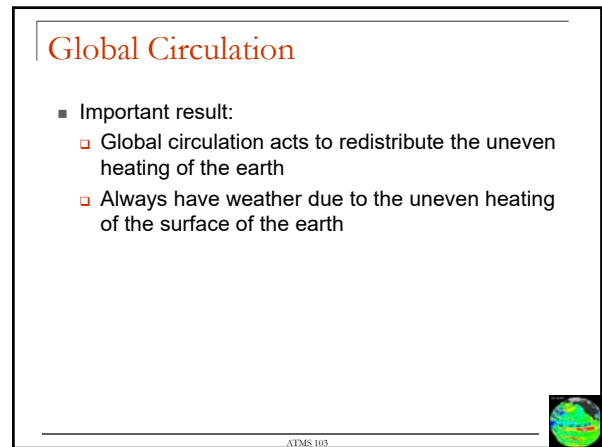 Global Circulation
Important result:
Global circulation acts to redistribute the uneven
heating of the earth
Always have weather due to the uneven heating
of the surface of the earth
ATMS 103